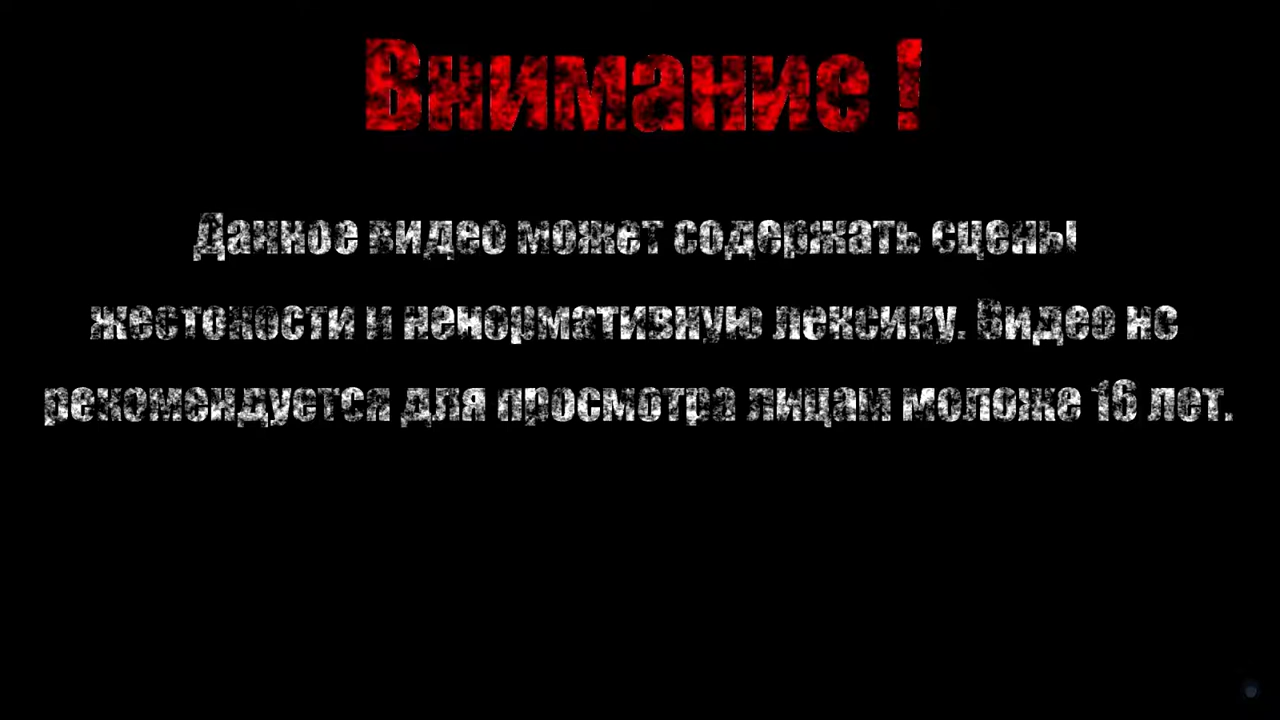 Внимание !
Данное видео может содержать сцены
жестокости и ненормативную лексику. Видео не
рекомендуется для просмотра лицам моложе 16 лет.